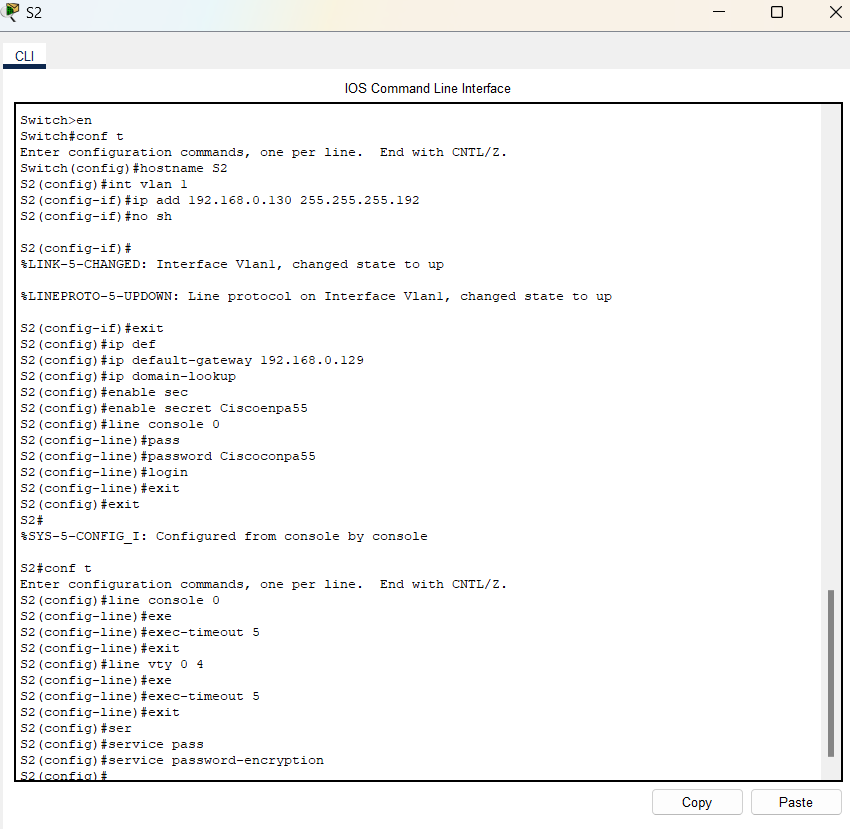 S2
CLI
IOS Command Line Interface
Switch>en
Switch#conf t
Enter configuration commands, one per line.  End with CNTL/Z.
Switch(config)#hostname S2
S2(config)#int vlan 1
S2(config-if)#ip add 192.168.0.130 255.255.255.192
S2(config-if)#no sh
S2(config-if)#
%LINK-5-CHANGED: Interface Vlan1, changed state to up
%LINEPROTO-5-UPDOWN: Line protocol on Interface Vlan1, changed state to up
S2(config-if)#exit
S2(config)#ip def
S2(config)#ip default-gateway 192.168.0.129
S2(config)#ip domain-lookup
S2(config)#enable sec
S2(config)#enable secret Ciscoenpa55
S2(config)#line console 0
S2(config-line)#pass
S2(config-line)#password Ciscoconpa55
S2(config-line)#login
S2(config-line)#exit
S2(config)#exit
S2#
%SYS-5-CONFIG_I: Configured from console by console
S2#conf t
Enter configuration commands, one per line.  End with CNTL/Z.
S2(config)#line console 0
S2(config-line)#exe
S2(config-line)#exec-timeout 5
S2(config-line)#exit
S2(config)#line vty 0 4
S2(config-line)#exe
S2(config-line)#exec-timeout 5
S2(config-line)#exit
S2(config)#ser
S2(config)#service pass
S2(config)#service password-encryption
S2(config)#
Copy
Paste